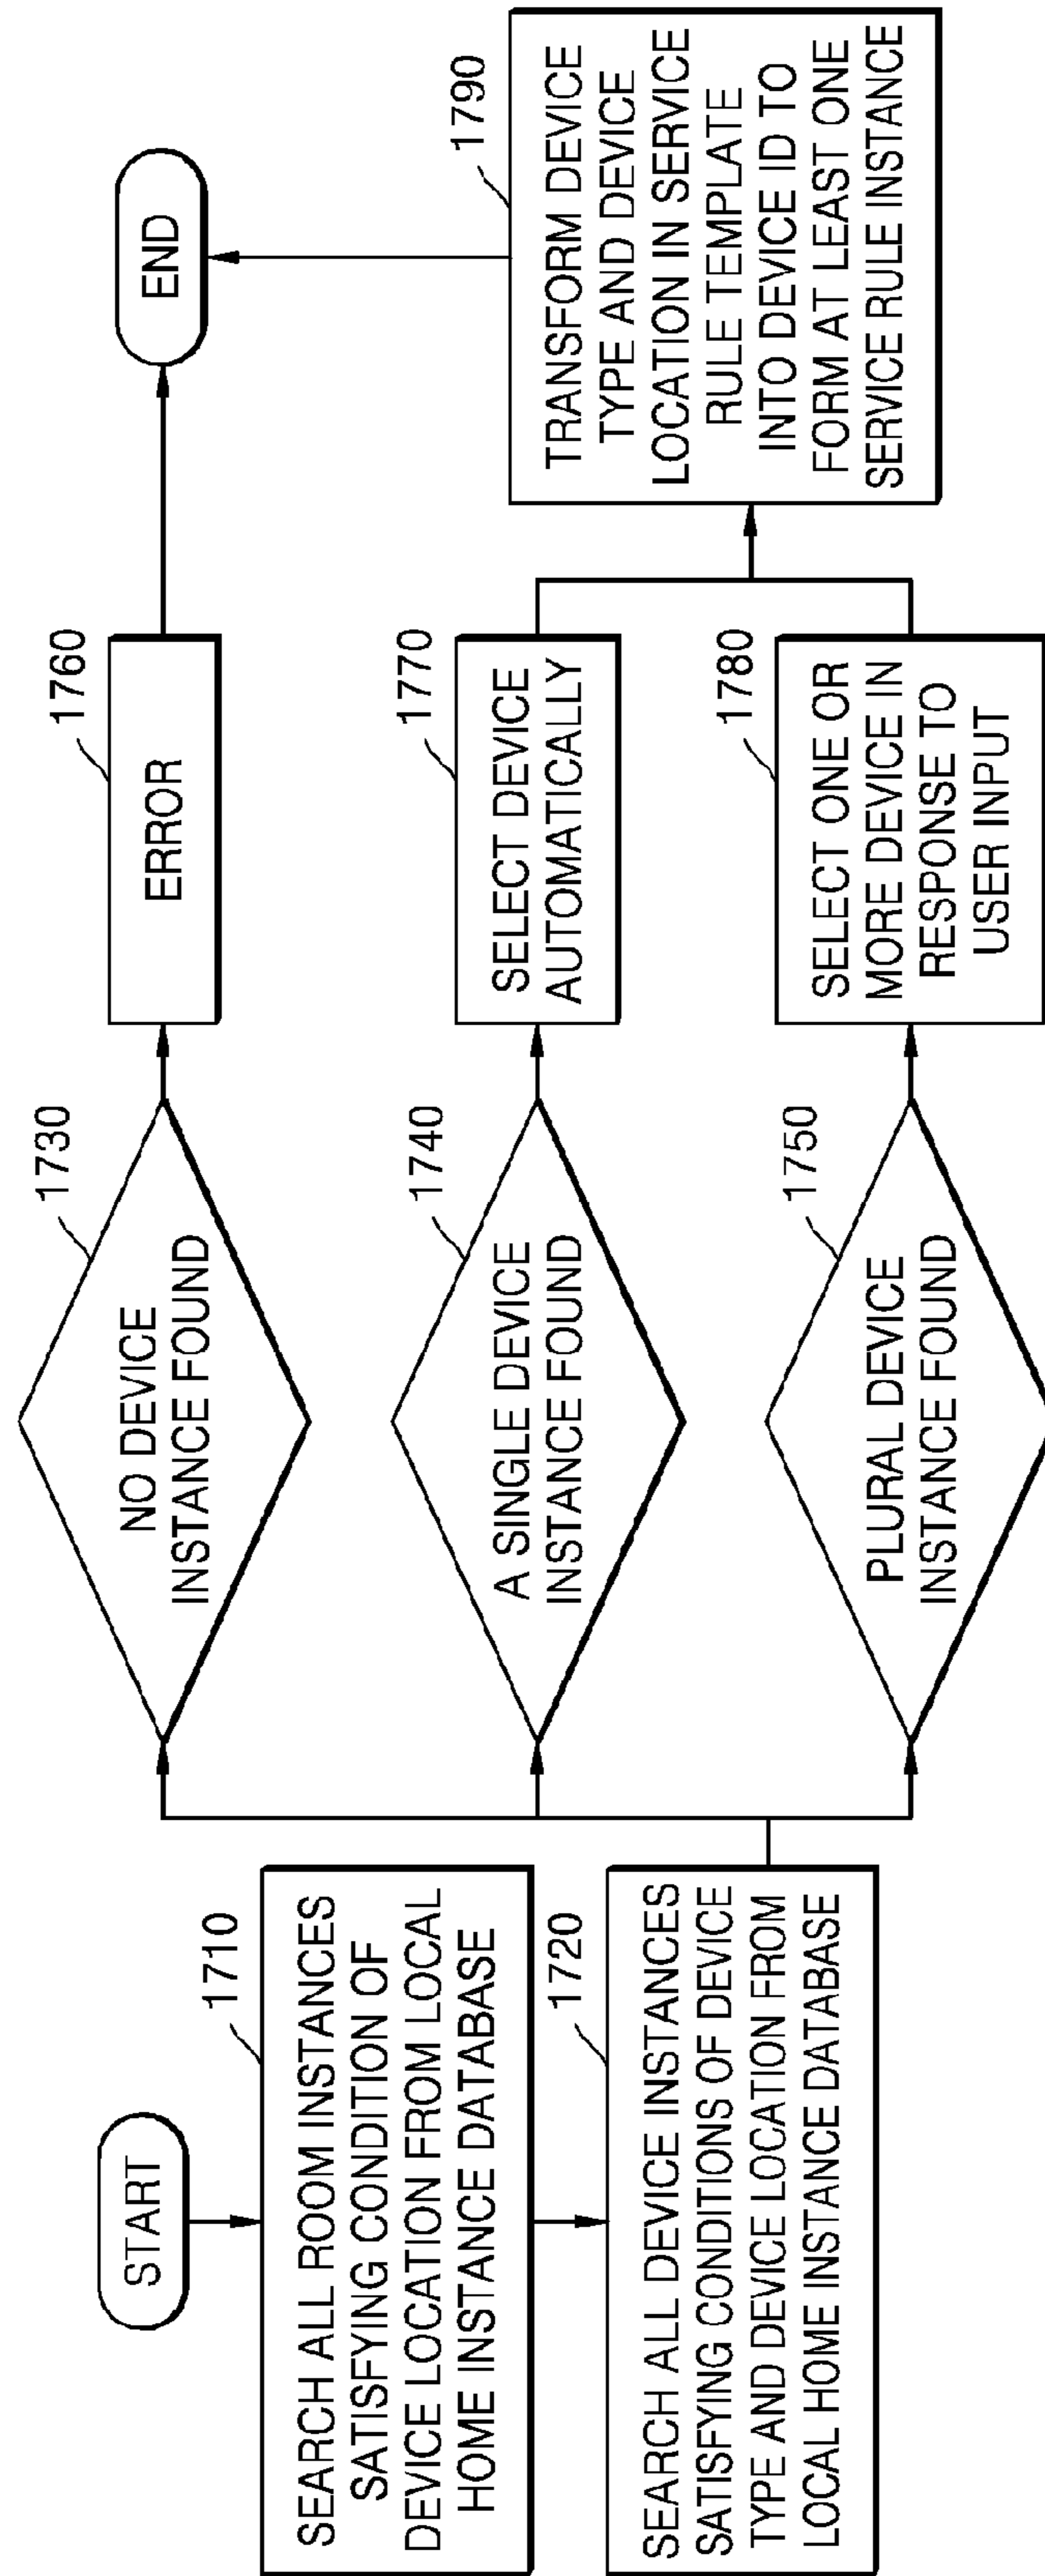 START
1710
SEARCH ALL ROOM INSTANCES
SATISFYING CONDITION OF
DEVICE LOCATION FROM LOCAL
HOME INSTANCE DATABASE
1720
SEARCH ALL DEVICE INSTANCES
SATISFYING CONDITIONS OF DEVICE
TYPE AND DEVICE LOCATION FROM
LOCAL HOME INSTANCE DATABASE
1730
NO DEVICE
INSTANCE FOUND
1740
A SINGLE DEVICE
INSTANCE FOUND
1750
PLURAL DEVICE
INSTANCE FOUND
1760
ERROR
1770
SELECT DEVICE
AUTOMATICALLY
1780
SELECT ONE OR
MORE DEVICE IN
RESPONSE TO
USER INPUT
END
1790
TRANSFORM DEVICE
TYPE AND DEVICE
LOCATION IN SERVICE
RULE TEMPLATE
INTO DEVICE ID TO
FORM AT LEAST ONE
SERVICE RULE INSTANCE